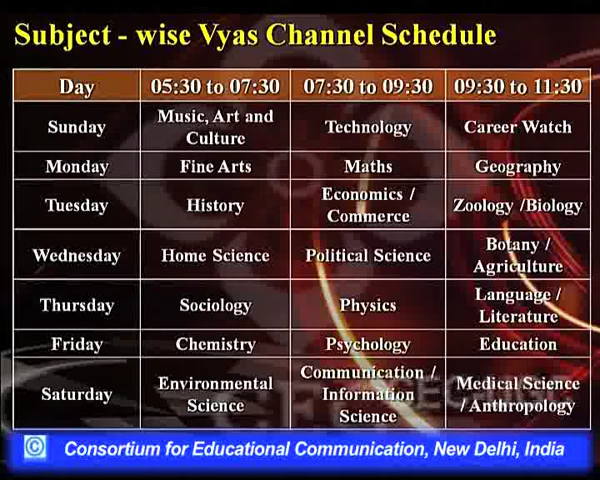 Subject - wise Vyas Channel Schedule
Day 05:30 to 07:30 07:30 to 09:30 09:30 to 11:30
Sunday Music, Art and Culture Technology Career Watch
Monday Fine Arts Maths Geography
Tuesday History Economics / Commerce Zoology /Biology
Wednesday Home Science Political Science Botany / Agriculture
Thursday Sociology Physics Language / Literature
Friday Chemistry Psychology Education
Saturday Environmental Science Communication / Information Science Medical Science / Anthropology
© Consortium for Educational Communication, New Delhi, India